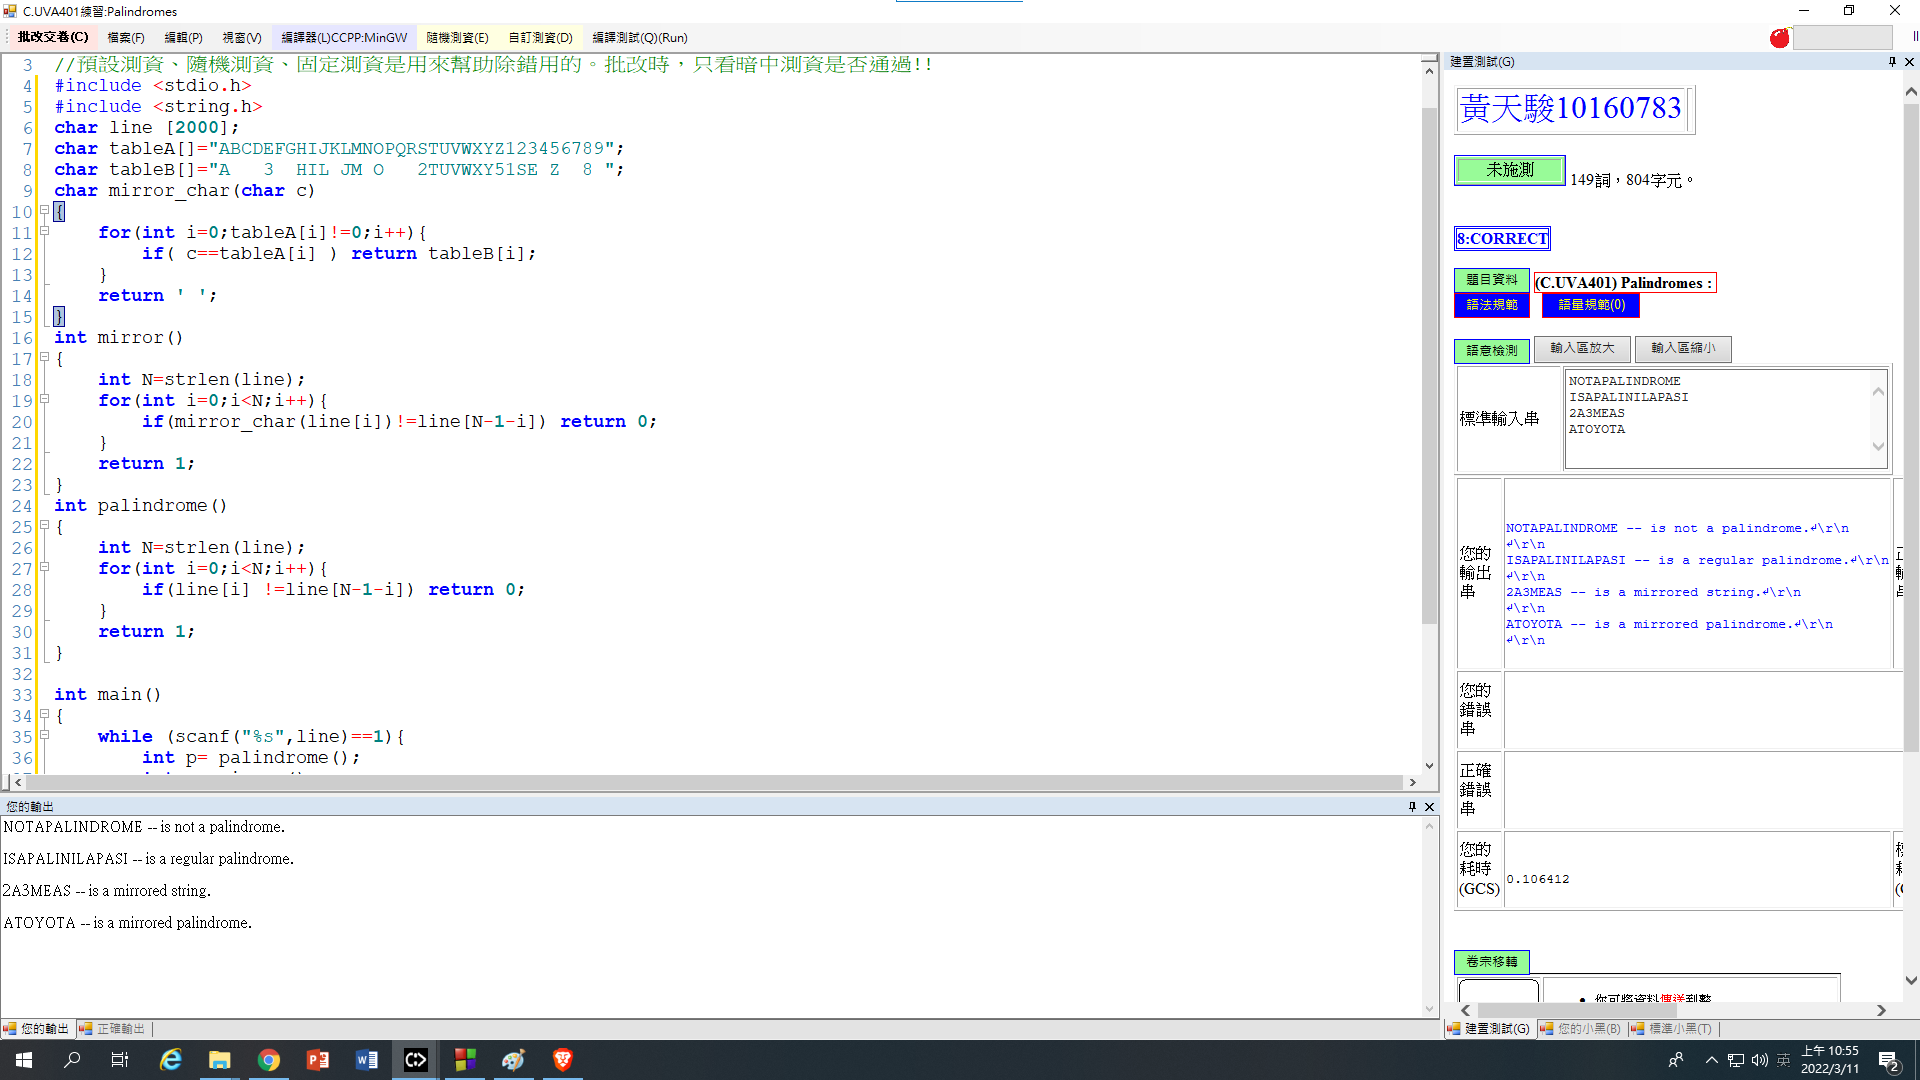 C.UVA401練習:Palindromes
批改交卷(C) 檔案(F) 編輯(P) 視窗(V) 編譯器(L)CCPP:MinGW 隨機測資(E) 自訂測資(D) 編譯測試(Q)(Run)
3 //預設測資、隨機測資、固定測資是用來幫助除錯用的。批改時，只看暗中測資是否通過!!
4 #include <stdio.h>
5 #include <string.h>
6 char line [2000];
7 char tableA[]="ABCDEFGHIJKLMNOPQRSTUVWXYZ123456789";
8 char tableB[]="A   3  HIL JM O   2TUVWXY51SE Z  8 ";
9 char mirror_char(char c)
10 {
11     for(int i=0;tableA[i]!=0;i++){
12         if( c==tableA[i] ) return tableB[i];
13     }
14     return ' ';
15 }
16 int mirror()
17 {
18     int N=strlen(line);
19     for(int i=0;i<N;i++){
20         if(mirror_char(line[i])!=line[N-1-i]) return 0;
21     }
22     return 1;
23 }
24 int palindrome()
25 {
26     int N=strlen(line);
27     for(int i=0;i<N;i++){
28         if(line[i] !=line[N-1-i]) return 0;
29     }
30     return 1;
31 }
32
33 int main()
34 {
35     while (scanf("%s",line)==1){
36         int p= palindrome();
您的輸出
NOTAPALINDROME -- is not a palindrome.
ISAPALINILAPASI -- is a regular palindrome.
2A3MEAS -- is a mirrored string.
ATOYOTA -- is a mirrored palindrome.
您的輸出 正確輸出
建置測試(G)
黃天駿10160783
未施測 149詞，804字元。
8:CORRECT
題目資料 (C.UVA401) Palindromes :
語法規範 語量規範(0)
語意檢測 輸入區放大 輸入區縮小
標準輸入串
NOTAPALINDROME
ISAPALINILAPASI
2A3MEAS
ATOYOTA
您的輸出串
NOTAPALINDROME -- is not a palindrome.↲\r\n
↲\r\n
ISAPALINILAPASI -- is a regular palindrome.↲\r\n
↲\r\n
2A3MEAS -- is a mirrored string.↲\r\n
↲\r\n
ATOYOTA -- is a mirrored palindrome.↲\r\n
↲\r\n
您的錯誤串
正確錯誤串
您的耗時(GCS) 0.106412
卷宗移轉
你可將資料傳送到整
建置測試(G) 您的小黑(B) 標準小黑(T)
英 上午 10:55
2022/3/11
2